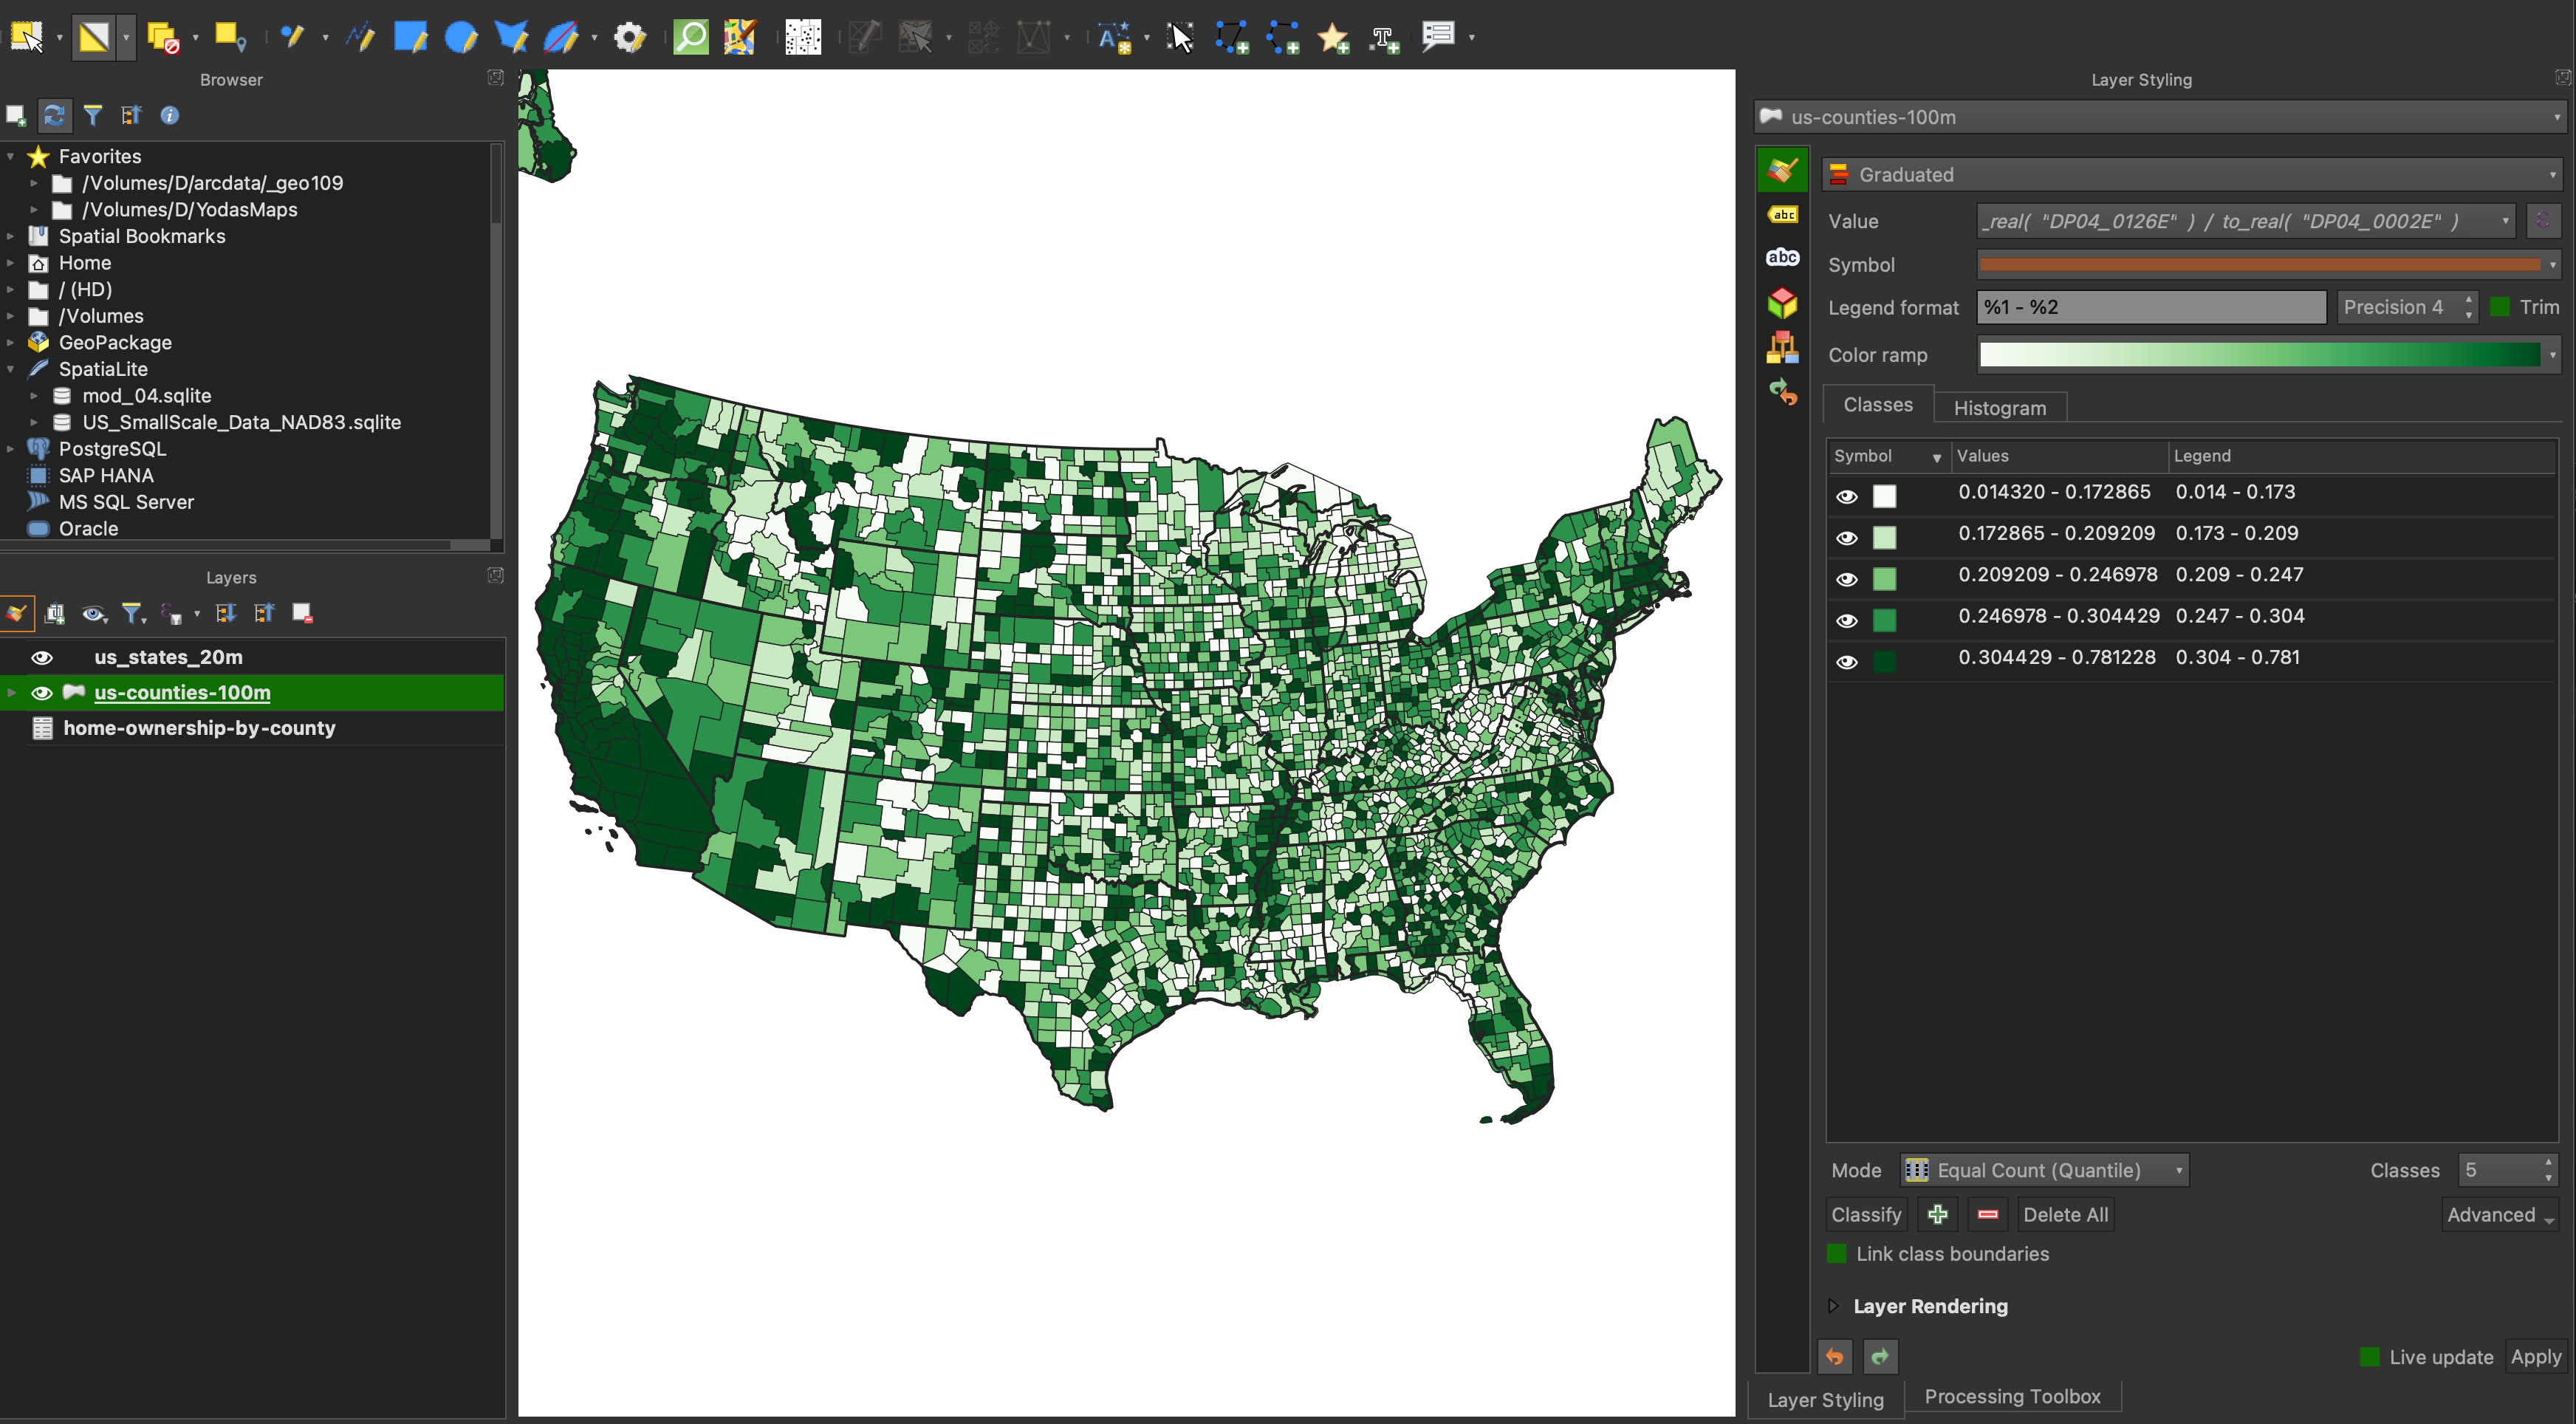 Browser
Favorites
/Volumes/D/arcdata/_geo109
/Volumes/D/YodasMaps
Spatial Bookmarks
Home
/ (HD)
/Volumes
GeoPackage
SpatiaLite
mod_04.sqlite
US_SmallScale_Data_NAD83.sqlite
PostgreSQL
SAP HANA
MS SQL Server
Oracle
Layers
us_states_20m
us-counties-100m
home-ownership-by-county
Layer Styling
us-counties-100m
abc
abc
Graduated
Value _real( "DP04_0126E" ) / to_real( "DP04_0002E" )
Symbol
Legend format %1 - %2 Precision 4 Trim
Color ramp
Classes Histogram
Symbol Values Legend
0.014320 - 0.172865 0.014 - 0.173
0.172865 - 0.209209 0.173 - 0.209
0.209209 - 0.246978 0.209 - 0.247
0.246978 - 0.304429 0.247 - 0.304
0.304429 - 0.781228 0.304 - 0.781
Mode Equal Count (Quantile) Classes 5
Classify Delete All Advanced
Link class boundaries
Layer Rendering
Live update Apply
Layer Styling Processing Toolbox